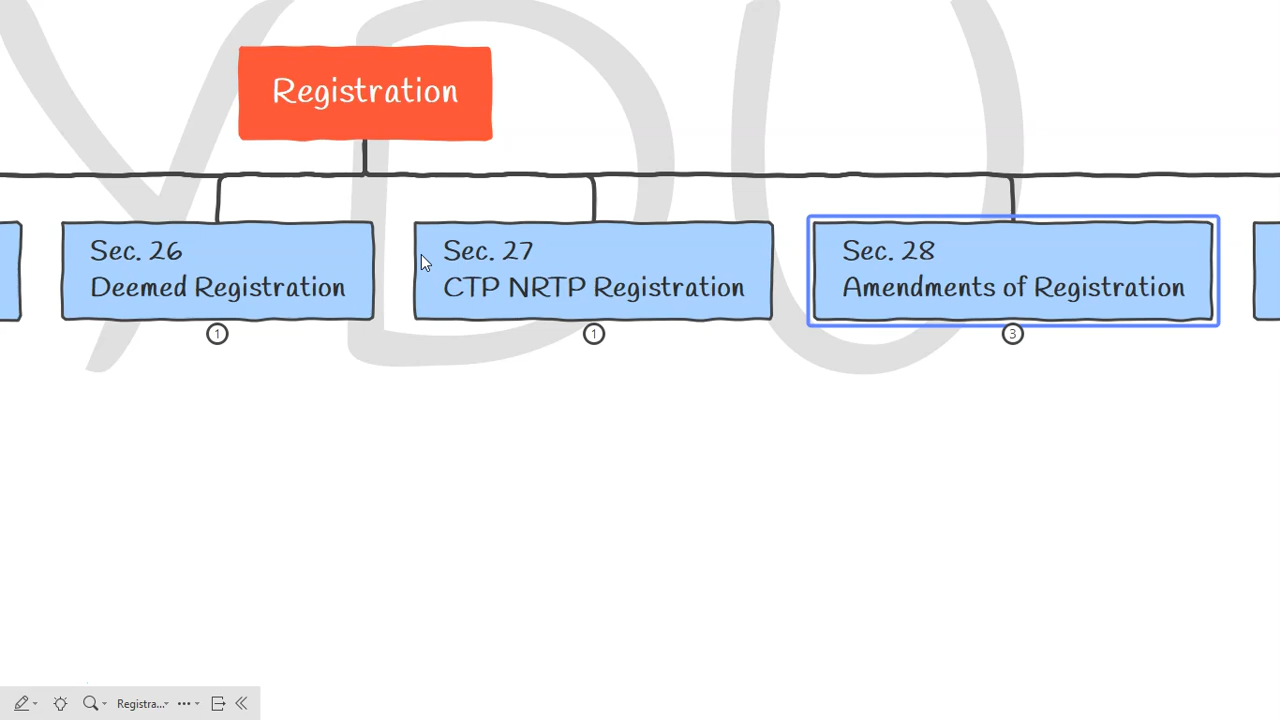 Registration
Sec. 26
Deemed Registration
Sec. 27
CTP NRTP Registration
Sec. 28
Amendments of Registration
1
1
3
YDU
Registra...